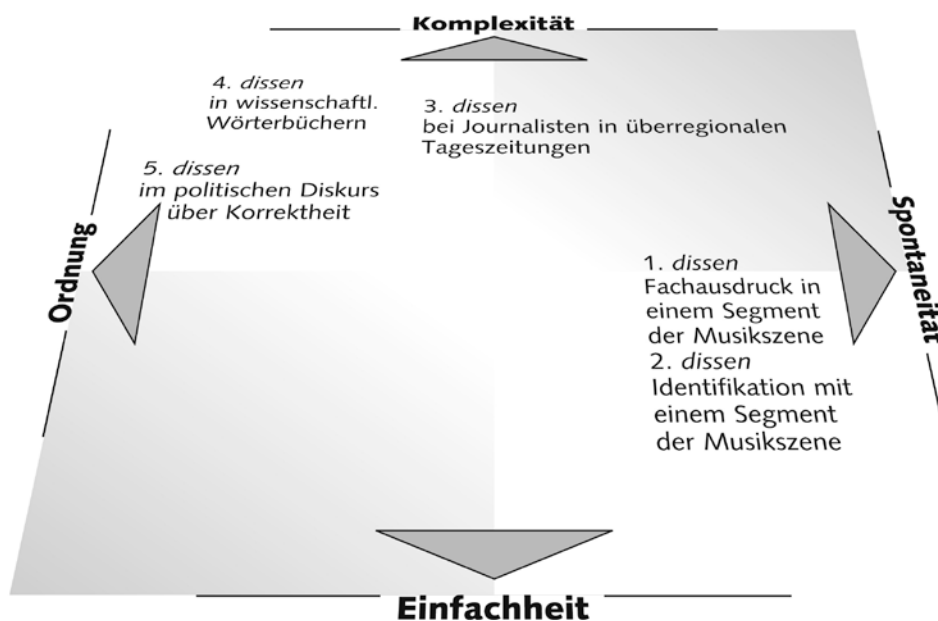 Komplexität
4. dissen
in wissenschaftl.
Wörterbüchern
3. dissen
bei Journalisten in überregionalen
Tageszeitungen
5. dissen
im politischen Diskurs
über Korrektheit
Ordnung
Spontaneität
1. dissen
Fachausdruck in
einem Segment
der Musikszene
2. dissen
Identifikation mit
einem Segment
der Musikszene
Einfachheit